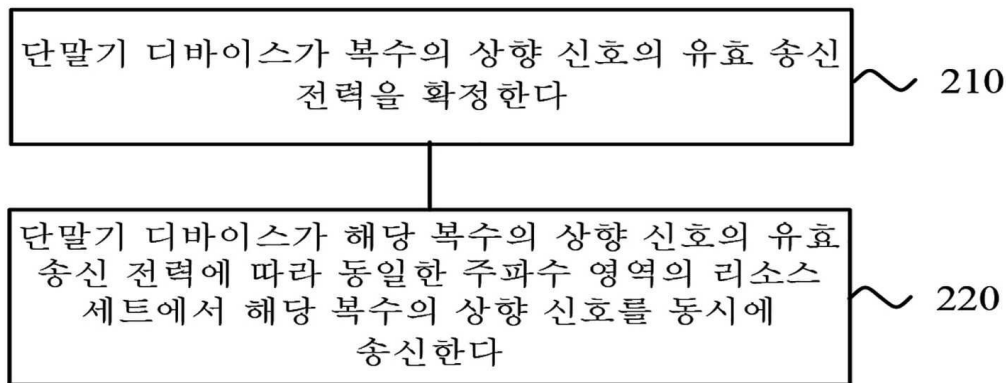 단말기 디바이스가 복수의 상향 신호의 유효 송신
전력을 확정한다
210
단말기 디바이스가 해당 복수의 상향 신호의 유효
송신 전력에 따라 동일한 주파수 영역의 리소스
세트에서 해당 복수의 상향 신호를 동시에
송신한다
220